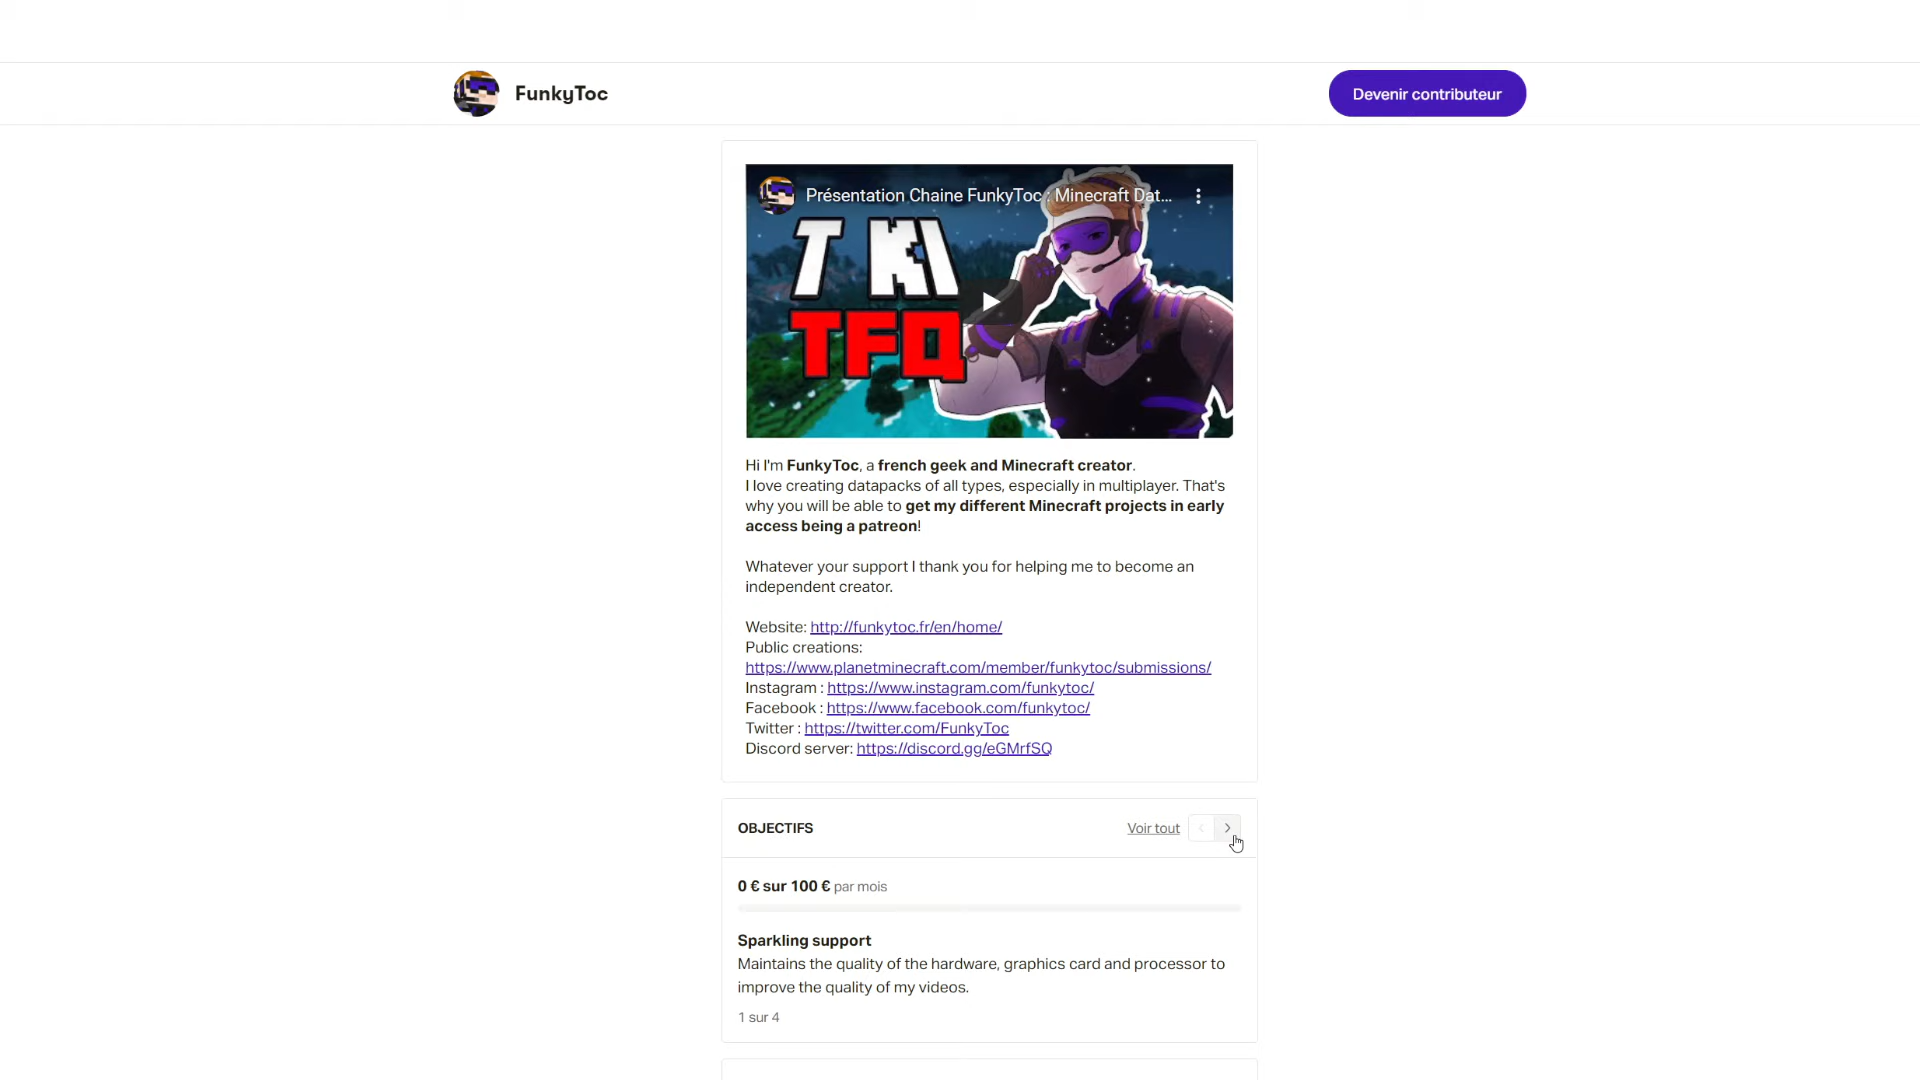 FunkyToc
Devenir contributeur
Présentation Chaine FunkyToc : Minecraft Dat...
T KI
TFQ
Hi I'm FunkyToc, a french geek and Minecraft creator.
I love creating datapacks of all types, especially in multiplayer. That's
why you will be able to get my different Minecraft projects in early
access being a patreon!
Whatever your support I thank you for helping me to become an
independent creator.
Website: http://funkytoc.fr/en/home/
Public creations:
https://www.planetminecraft.com/member/funkytoc/submissions/
Instagram : https://www.instagram.com/funkytoc/
Facebook : https://www.facebook.com/funkytoc/
Twitter : https://twitter.com/FunkyToc
Discord server: https://discord.gg/eGMrfSQ
OBJECTIFS
Voir tout
0 € sur 100 € par mois
Sparkling support
Maintains the quality of the hardware, graphics card and processor to
improve the quality of my videos.
1 sur 4